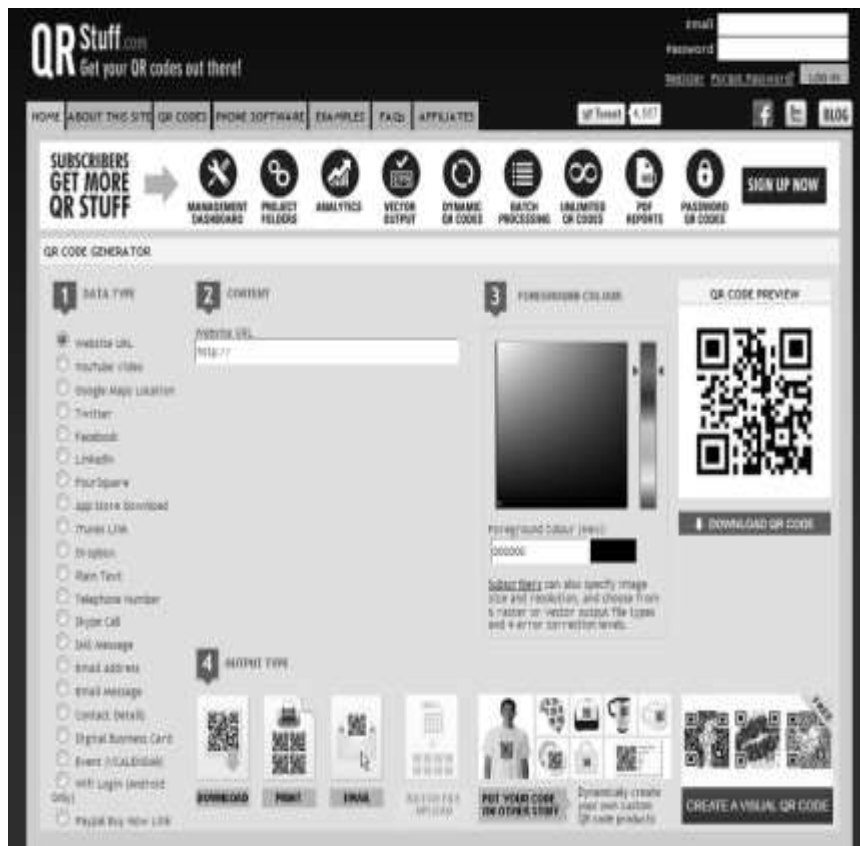 QR Stuff.com
Get your QR codes out there!
Email
Password
Register Forgot Password? LOG IN
HOME ABOUT THIS SITE QR CODES PHONE SOFTWARE EXAMPLES FAQs AFFILIATES
Tweet
BLOG
SUBSCRIBERS
GET MORE
QR STUFF
MANAGEMENT
DASHBOARD
PROJECT
FOLDERS
ANALYTICS
VECTOR
OUTPUT
DYNAMIC
QR CODES
BATCH
PROCESSING
UNLIMITED
QR CODES
PDF
REPORTS
PASSWORD
QR CODES
SIGN UP NOW
QR CODE GENERATOR
1 DATA TYPE
Website URL
YouTube Video
Google Maps Location
Twitter
Facebook
LinkedIn
FourSquare
App Store Download
iTunes Link
Dropbox
Plain Text
Telephone Number
Skype Call
SMS Message
Email Address
Email Message
Contact Details
Digital Business Card
Event (VCALENDAR)
Wifi Login (Android
Only)
Paypal Buy Now Link
2 CONTENT
Website URL
http://
3 FOREGROUND COLOUR
Foreground Colour (hex):
000000
Subscribers can also specify image
size and resolution, and choose from
6 raster or vector output file types
and 4 error correction levels.
QR CODE PREVIEW
DOWNLOAD QR CODE
4 OUTPUT TYPE
DOWNLOAD
PRINT
EMAIL
UPLOAD
PUT YOUR CODE
ON OTHER STUFF
Dynamically create
your own custom
QR code products
FREE
CREATE A VISUAL QR CODE